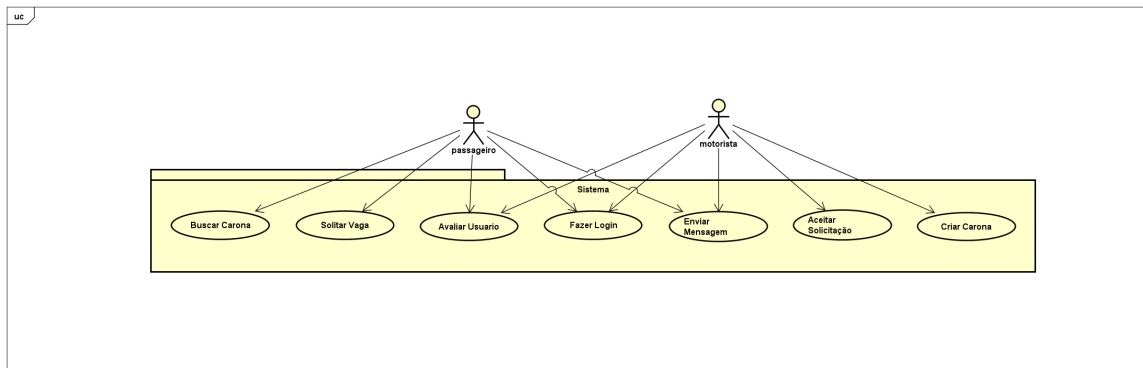 uc
passageiro
motorista
Sistema
Buscar Carona
Solitar Vaga
Avaliar Usuario
Fazer Login
Enviar
Mensagem
Aceitar
Solicitação
Criar Carona